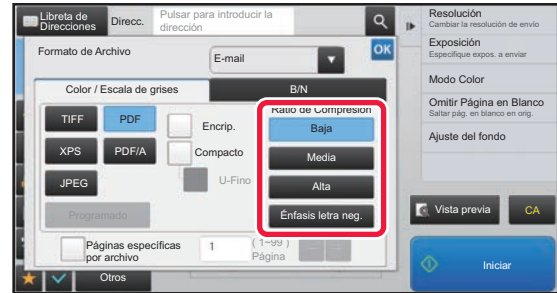 Libreta de
Direcciones
Direcc.
Pulsar para introducir la
dirección
Formato de Archivo
E-mail
OK
Color / Escala de grises
B/N
TIFF
PDF
XPS
PDF/A
JPEG
Programado
Encrip.
Compacto
U-Fino
Ratio de Compresión
Baja
Media
Alta
Énfasis letra neg.
Páginas específicas
por archivo
1
( 1~99 )
Página
Otros
Resolución
Cambiar la resolución de envío
Exposición
Especifique expos. a enviar
Modo Color
Omitir Página en Blanco
Saltar pág. en blanco en orig.
Ajuste del fondo
Vista previa
CA
Iniciar